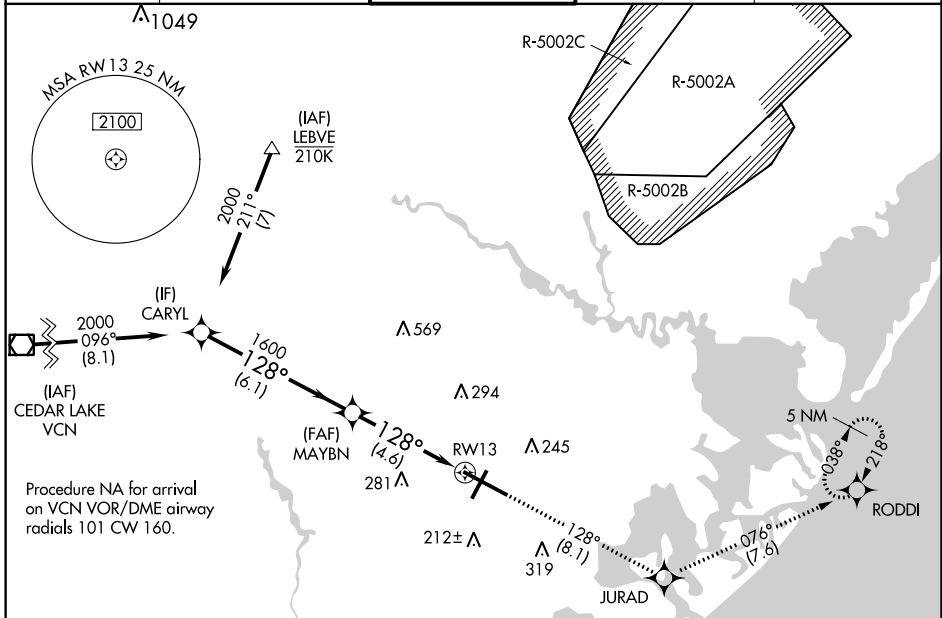 1049
MSA RW13 25 NM
2100
(IAF)
LEBVE
210K
2000
211°
(7)
R-5002C
R-5002A
R-5002B
(IF)
CARYL
2000
096°
(8.1)
(IAF)
CEDAR LAKE
VCN
1600
128°
(6.1)
569
294
(FAF)
MAYBN
128°
(4.6)
RW13
245
281
212±
319
128°
(8.1)
JURAD
076°
(7.6)
5 NM
038°
218°
RODDI
Procedure NA for arrival
on VCN VOR/DME airway
radials 101 CW 160.